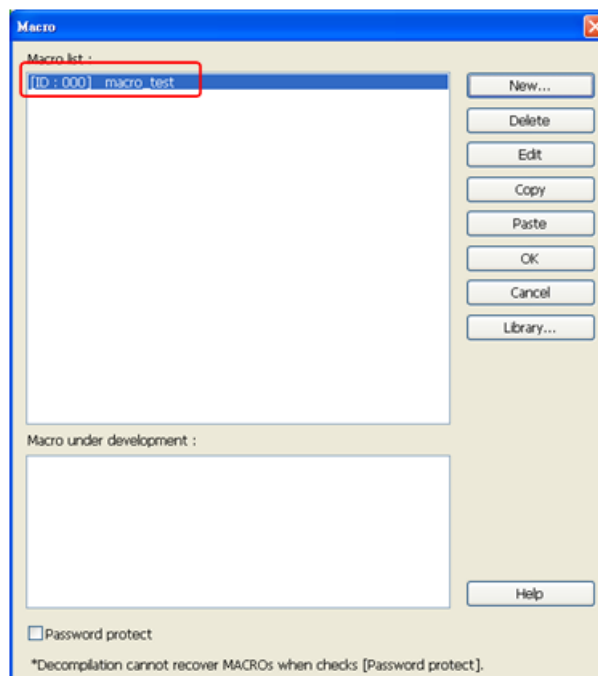 Macro
Macro list :
[ID : 000] macro_test
New...
Delete
Edit
Copy
Paste
OK
Cancel
Library...
Macro under development :
Help
Password protect
*Decompilation cannot recover MACROs when checks [Password protect].